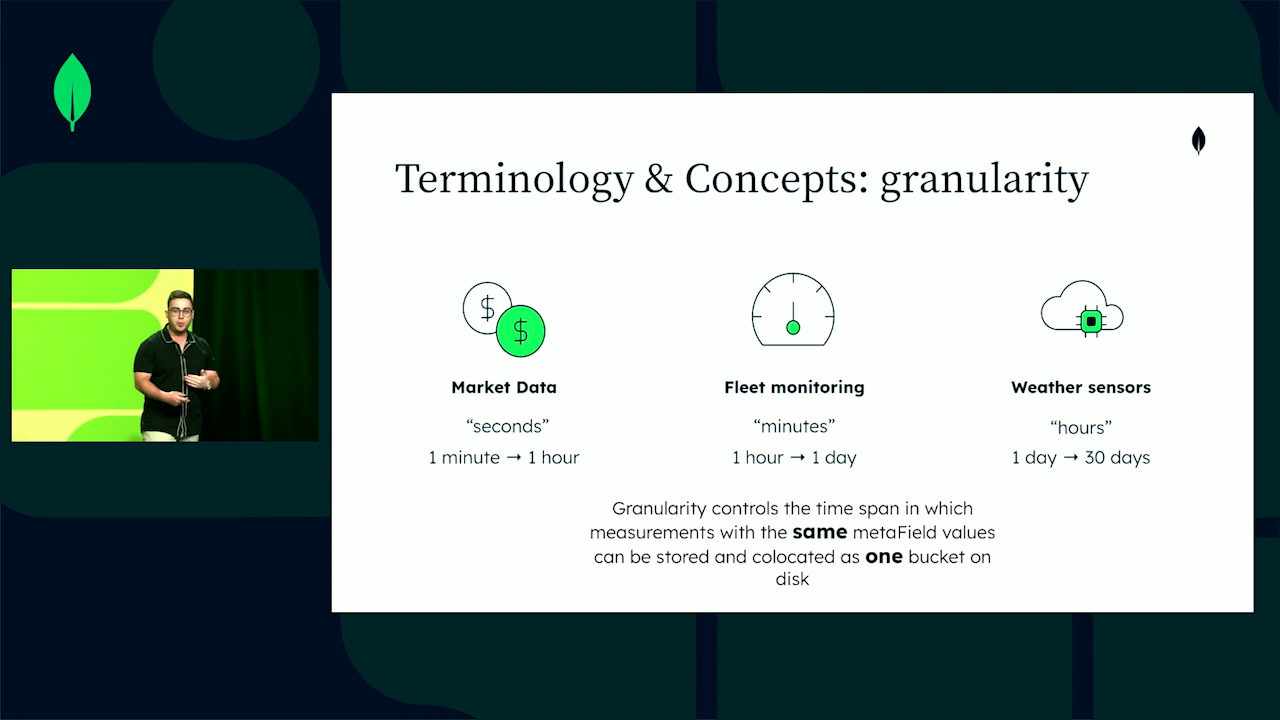 Terminology & Concepts: granularity
$
$
Market Data
“seconds”
1 minute → 1 hour
Fleet monitoring
“minutes”
1 hour → 1 day
Weather sensors
“hours”
1 day → 30 days
Granularity controls the time span in which
measurements with the same metaField values
can be stored and colocated as one bucket on
disk